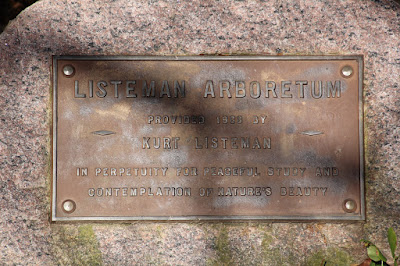 LISTEMAN ARBORETUM
PROVIDED BY
KURT LISTEMAN
IN PERPETUITY FOR PEACEFUL STUDY AND
CONTEMPLATION OF NATURE'S BEAUTY